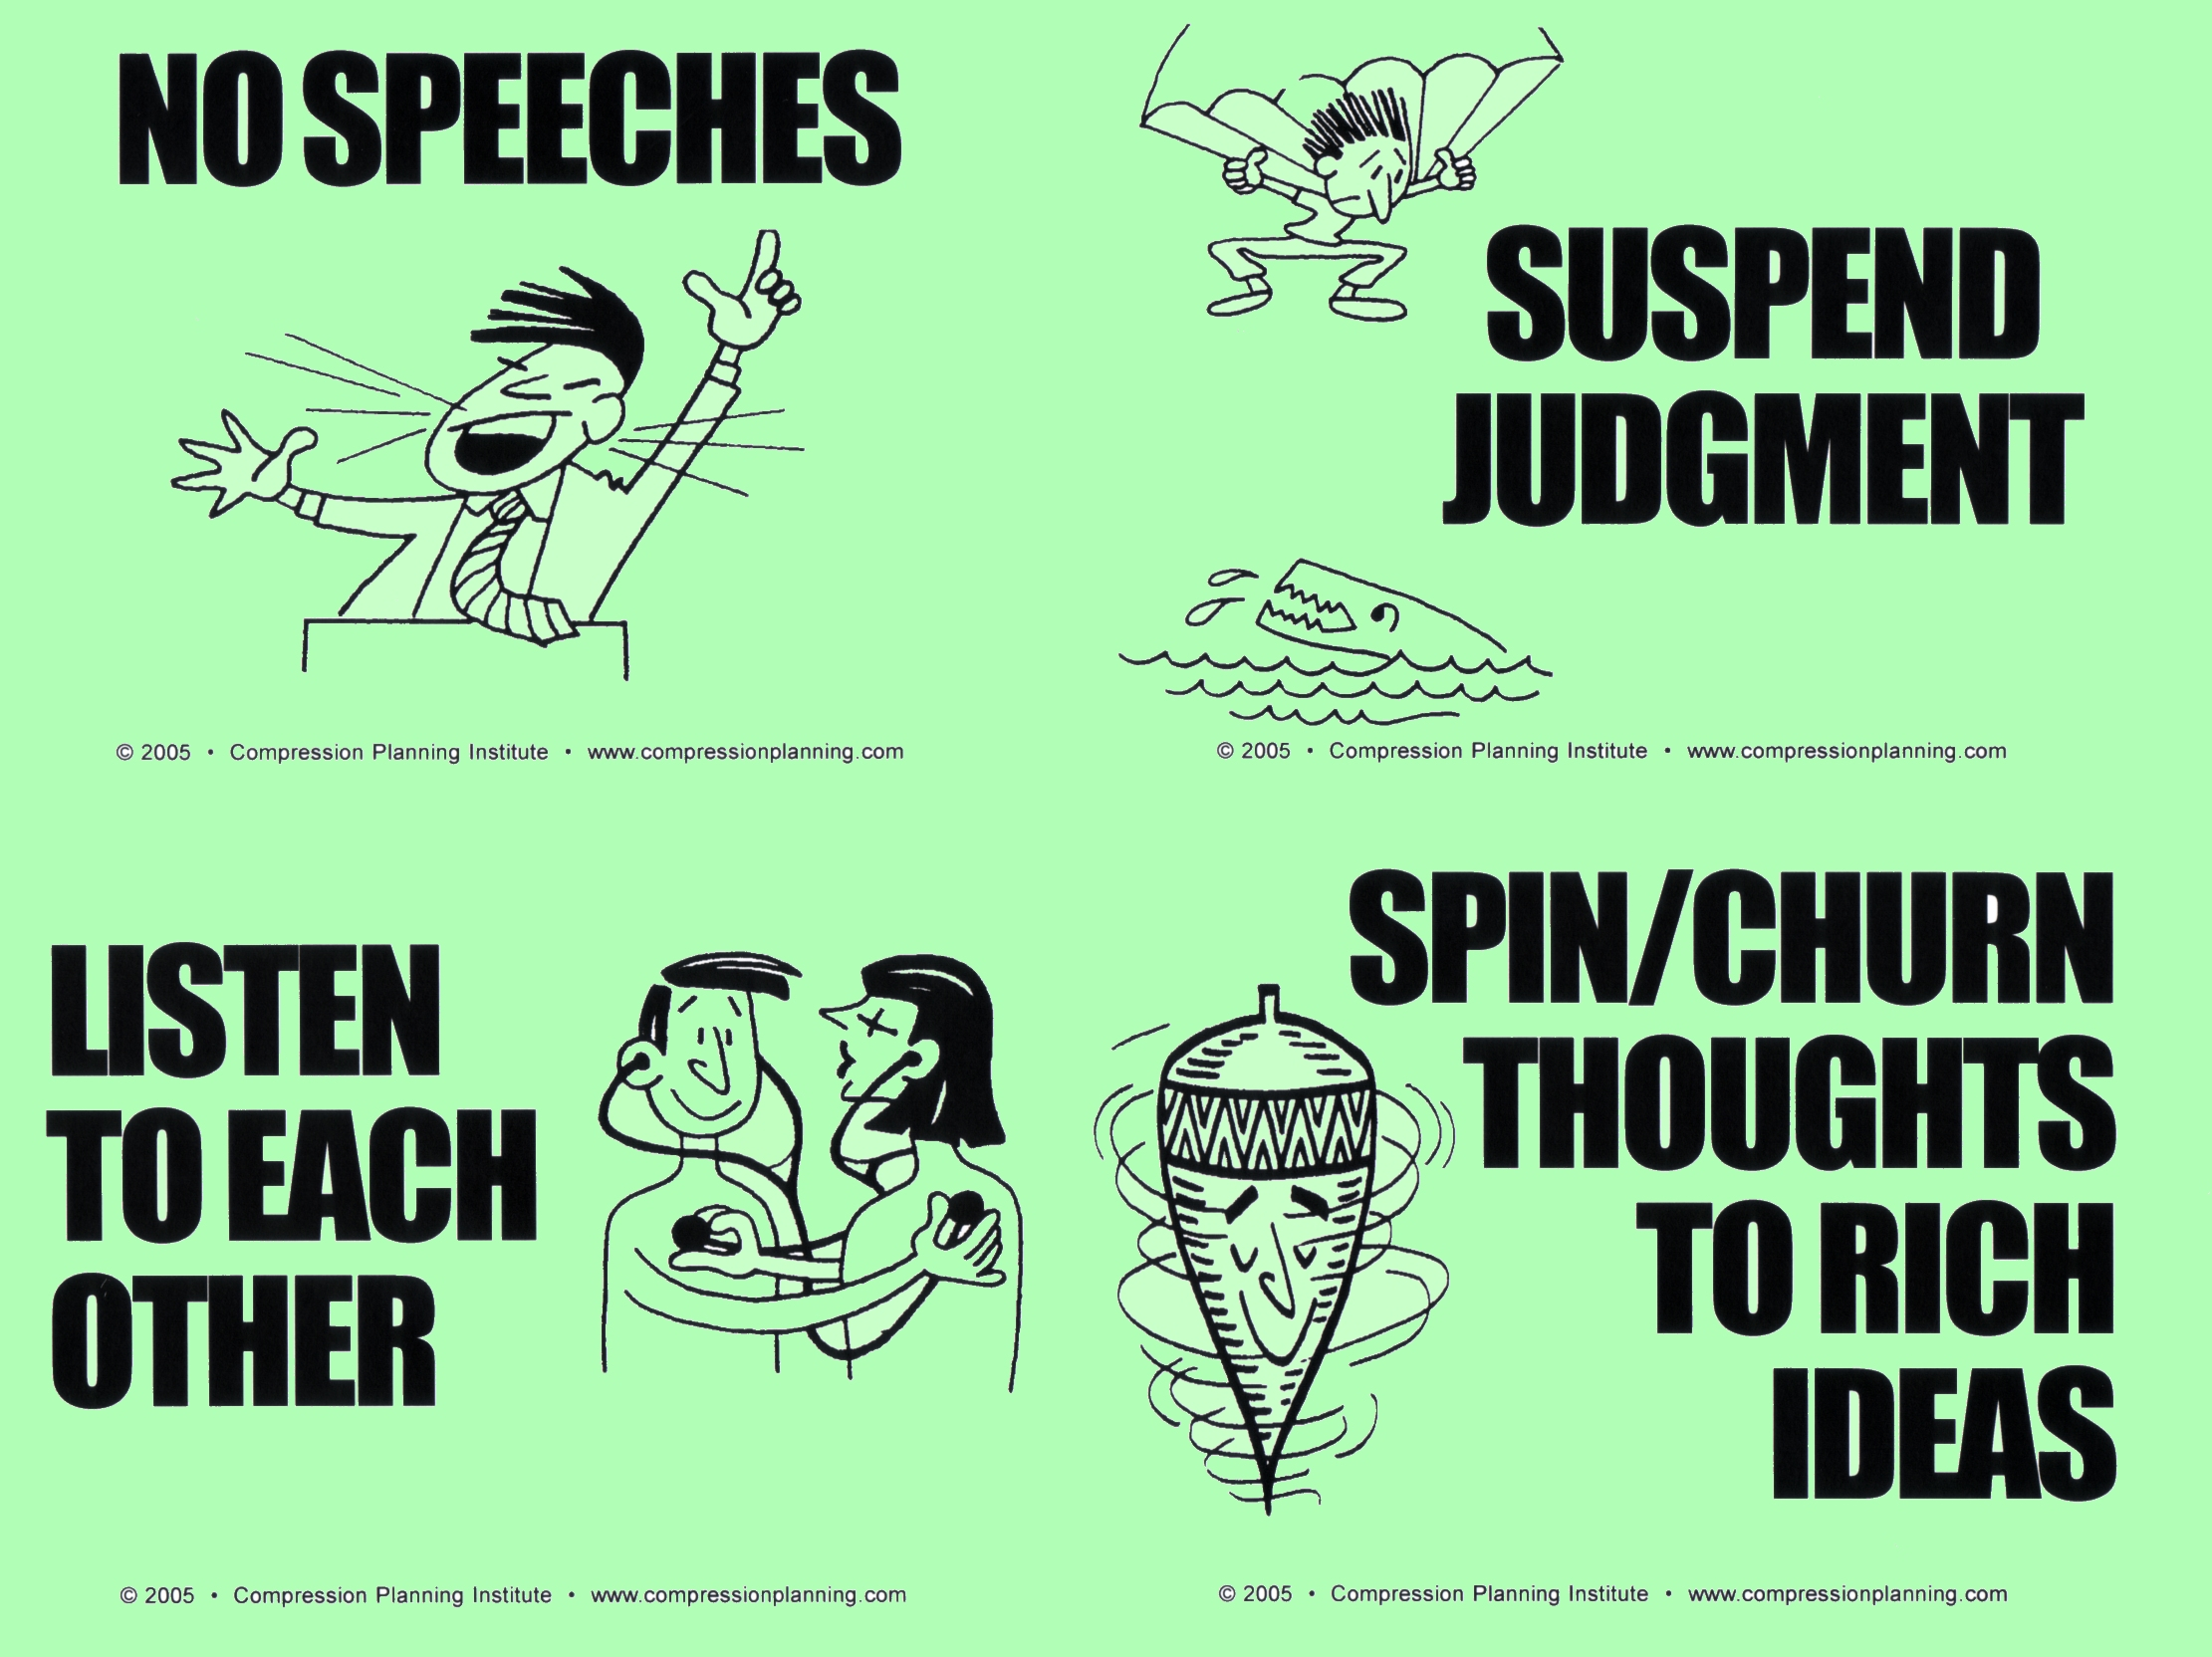 NO SPEECHES
© 2005 • Compression Planning Institute • www.compressionplanning.com
SUSPEND
JUDGMENT
© 2005 • Compression Planning Institute • www.compressionplanning.com
LISTEN
TO EACH
OTHER
© 2005 • Compression Planning Institute • www.compressionplanning.com
SPIN/CHURN
THOUGHTS
TO RICH
IDEAS
© 2005 • Compression Planning Institute • www.compressionplanning.com